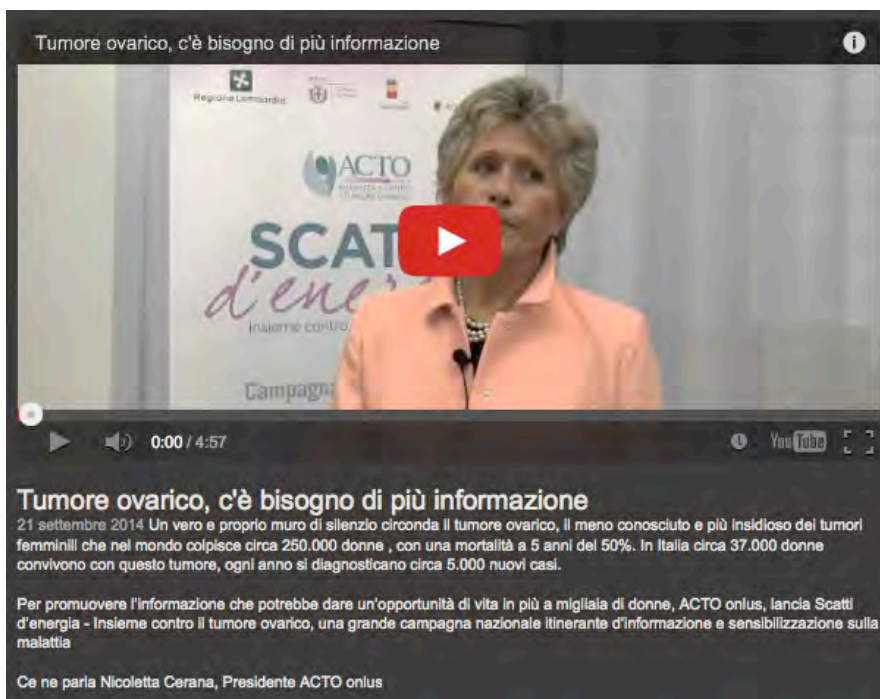 Tumore ovarico, c'è bisogno di più informazione
Regione Lombardia
ACTO
SCAT
d'ener
Insieme contro
Campagna
0:00 / 4:57
YouTube
Tumore ovarico, c'è bisogno di più informazione
21 settembre 2014 Un vero e proprio muro di silenzio circonda il tumore ovarico, il meno conosciuto e più insidioso dei tumori
femminili che nel mondo colpisce circa 250.000 donne , con una mortalità a 5 anni del 50%. In Italia circa 37.000 donne
convivono con questo tumore, ogni anno si diagnosticano circa 5.000 nuovi casi.
Per promuovere l'informazione che potrebbe dare un'opportunità di vita in più a migliaia di donne, ACTO onlus, lancia Scatti
d'energia - Insieme contro il tumore ovarico, una grande campagna nazionale itinerante d'informazione e sensibilizzazione sulla
malattia
Ce ne parla Nicoletta Cerana, Presidente ACTO onlus